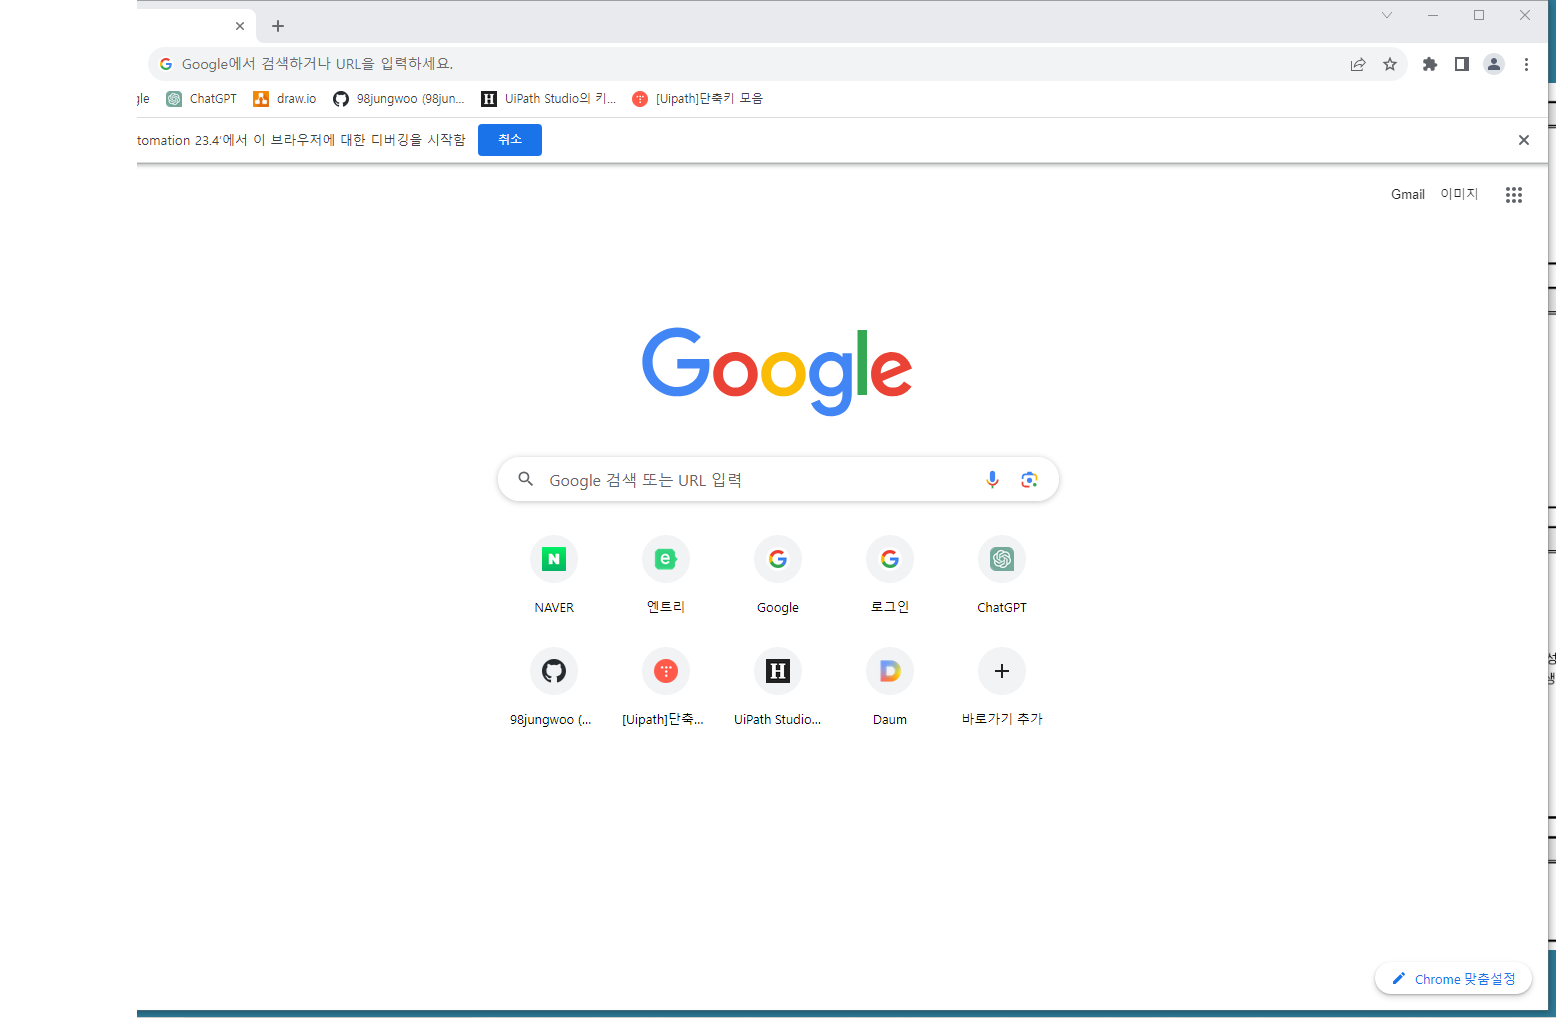 Google에서 검색하거나 URL을 입력하세요.
gle ChatGPT draw.io 98jungwoo (98jun... UiPath Studio의 키... [Uipath]단축키 모음
tomation 23.4'에서 이 브라우저에 대한 디버깅을 시작함 취소
Gmail 이미지
Google
Google 검색 또는 URL 입력
NAVER 엔트리 Google 로그인 ChatGPT
98jungwoo (... [Uipath]단축... UiPath Studio... Daum 바로가기 추가
Chrome 맞춤설정